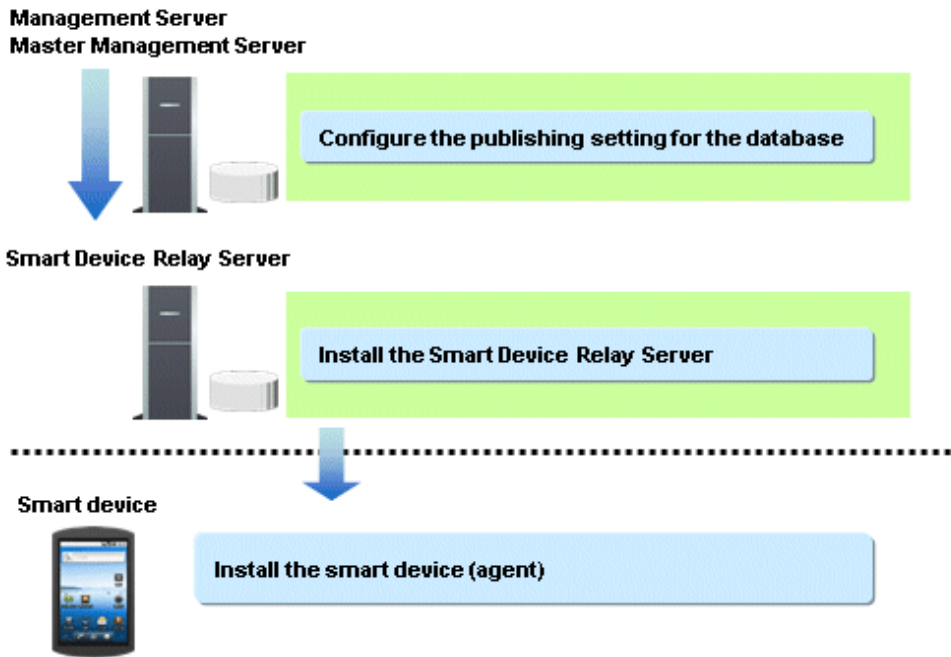 Management Server
Master Management Server
Configure the publishing setting for the database
Smart Device Relay Server
Install the Smart Device Relay Server
Smart device
Install the smart device (agent)